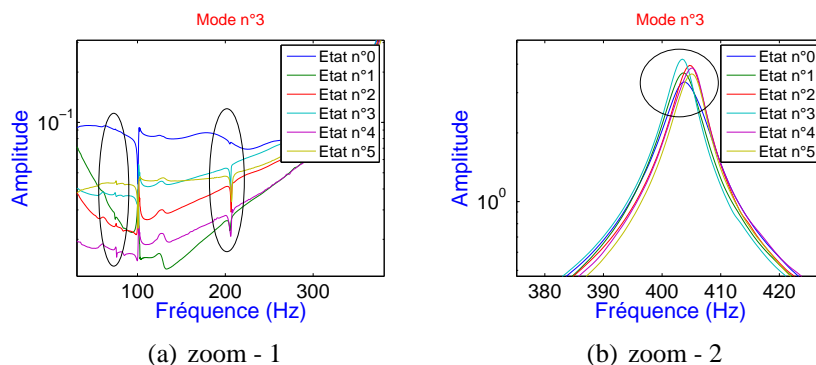 Mode n°3
Amplitude
10⁻¹
Etat n°0
Etat n°1
Etat n°2
Etat n°3
Etat n°4
Etat n°5
100
200
300
Fréquence (Hz)
(a) zoom - 1
Mode n°3
Amplitude
10⁰
Etat n°0
Etat n°1
Etat n°2
Etat n°3
Etat n°4
Etat n°5
380
390
400
410
420
Fréquence (Hz)
(b) zoom - 2